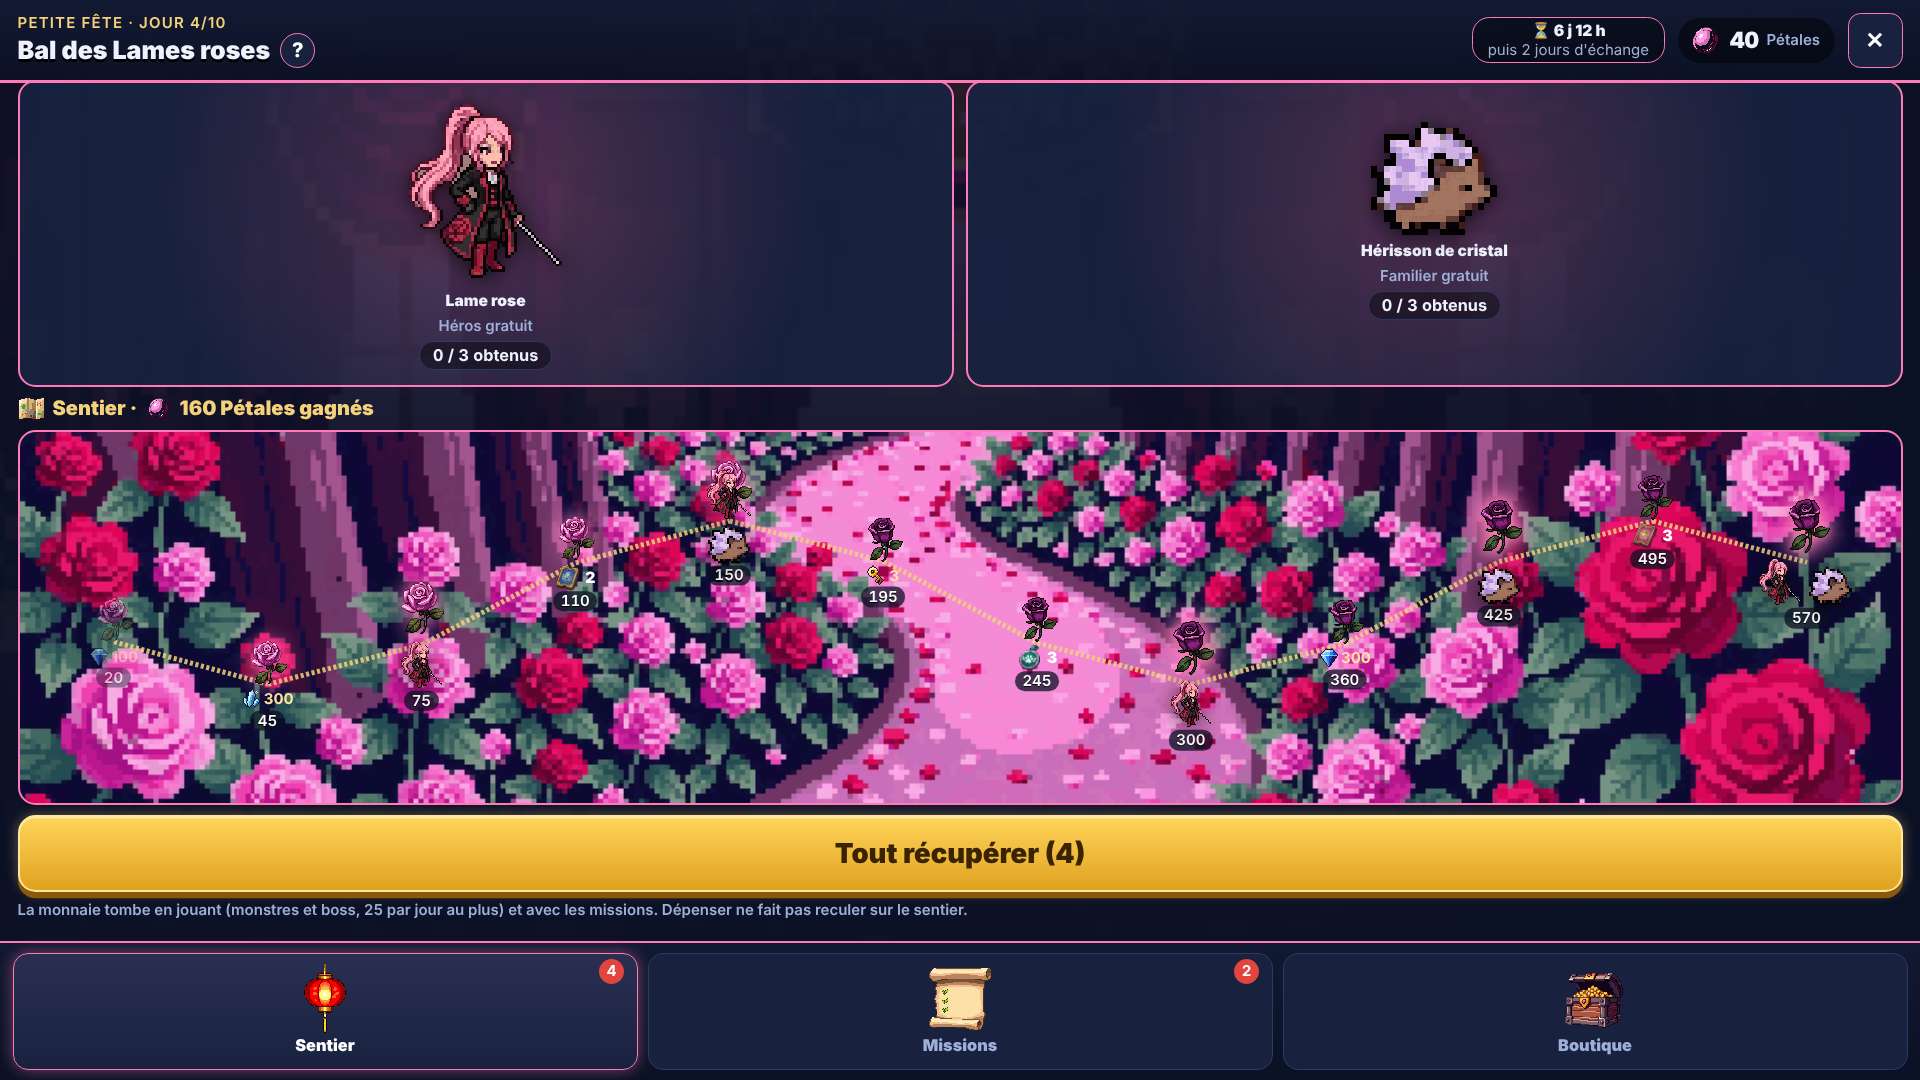 PETITE FÊTE · JOUR 4/10
Bal des Lames roses ?
⏳ 6 j 12 h
puis 2 jours d'échange
40 Pétales
✕
Lame rose
Héros gratuit
0 / 3 obtenus
Hérisson de cristal
Familier gratuit
0 / 3 obtenus
Sentier · 160 Pétales gagnés
100
20
300
45
75
2
110
150
3
195
3
245
300
300
360
425
3
495
570
Tout récupérer (4)
La monnaie tombe en jouant (monstres et boss, 25 par jour au plus) et avec les missions. Dépenser ne fait pas reculer sur le sentier.
4
Sentier
2
Missions
Boutique